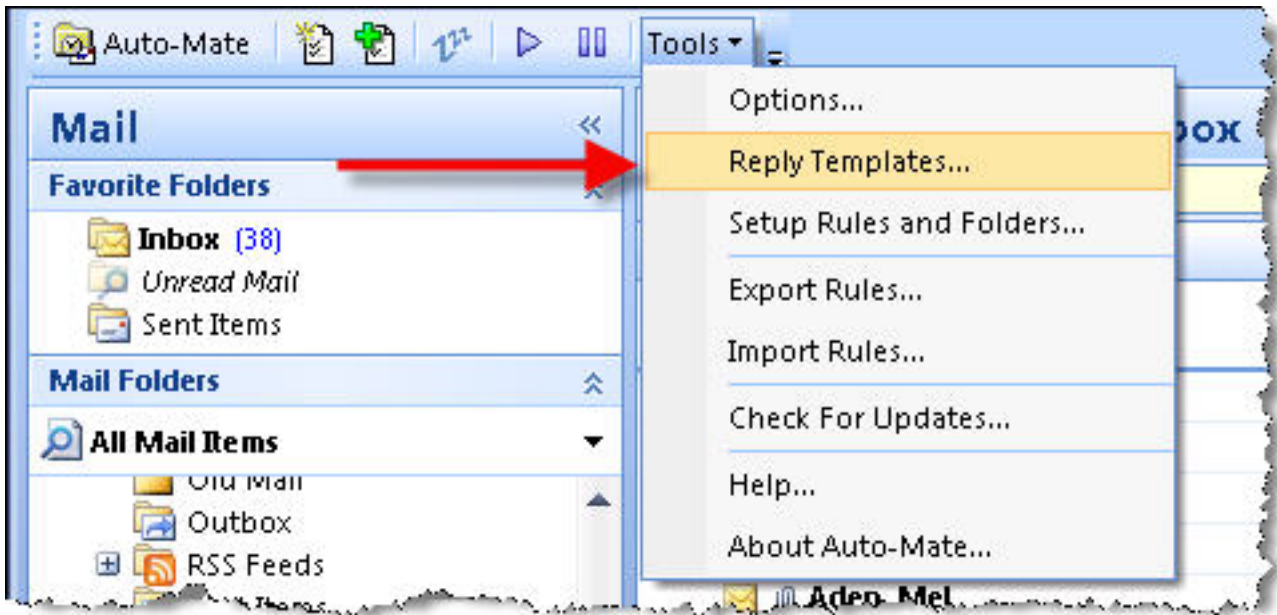 Auto-Mate
Tools
Mail
Favorite Folders
Inbox (38)
Unread Mail
Sent Items
Mail Folders
All Mail Items
Old Mail
Outbox
RSS Feeds
Options...
Reply Templates...
Setup Rules and Folders...
Export Rules...
Import Rules...
Check For Updates...
Help...
About Auto-Mate...
box